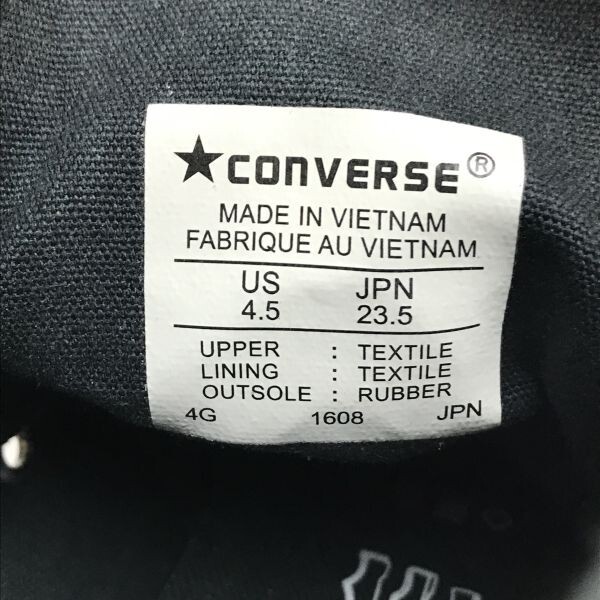 ★CONVERSE®
MADE IN VIETNAM
FABRIQUE AU VIETNAM
US JPN
4.5 23.5
UPPER : TEXTILE
LINING : TEXTILE
OUTSOLE : RUBBER
4G 1608 JPN